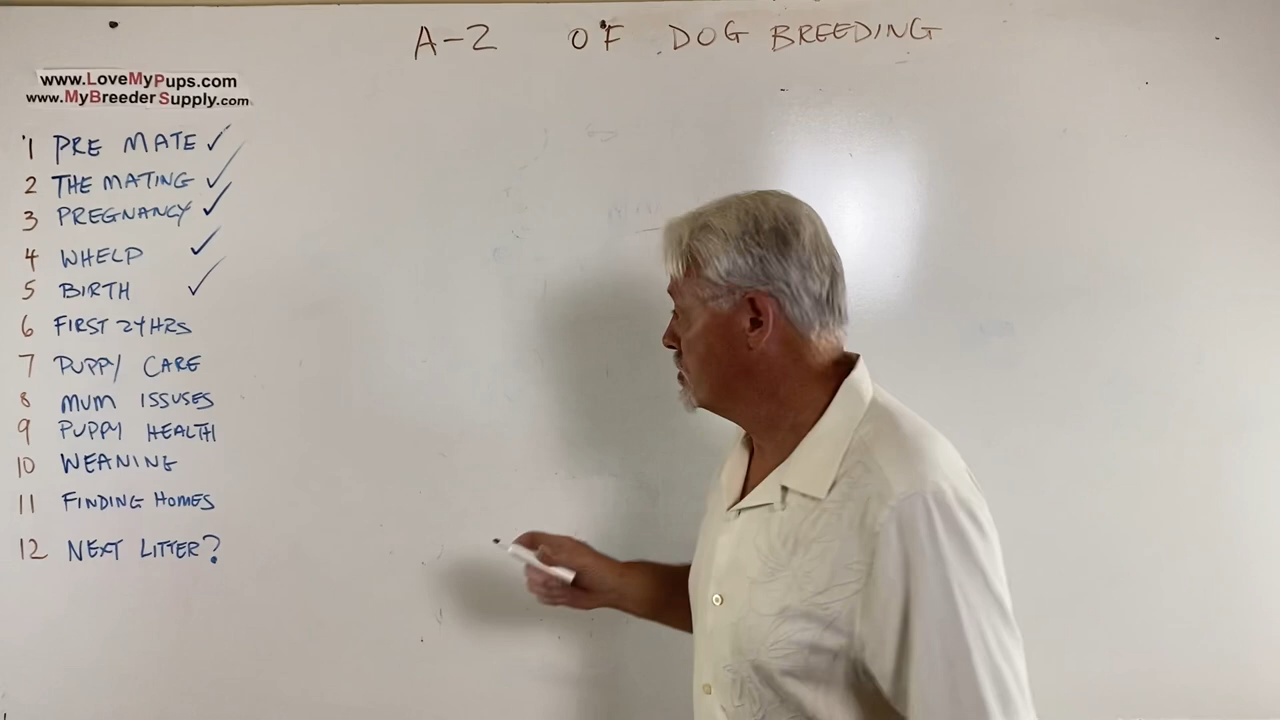 A-Z OF DOG BREEDING
www.LoveMyPups.com
www.MyBreederSupply.com
1 PRE MATE ✓
2 THE MATING ✓
3 PREGNANCY ✓
4 WHELP ✓
5 BIRTH ✓
6 FIRST 24HRS
7 PUPPY CARE
8 MUM ISSUSES
9 PUPPY HEALTH
10 WEANING
11 FINDING HOMES
12 NEXT LITTER?